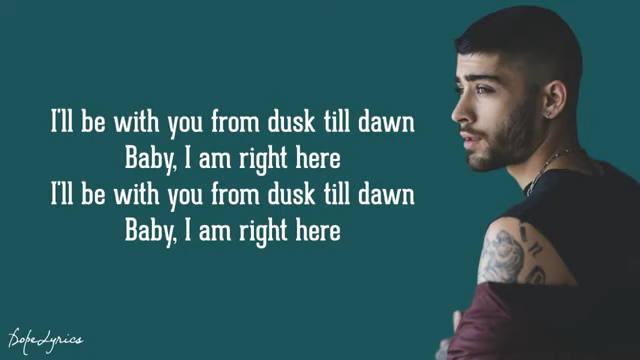 I'll be with you from dusk till dawn
Baby, I am right here
I'll be with you from dusk till dawn
Baby, I am right here
DopeLyrics